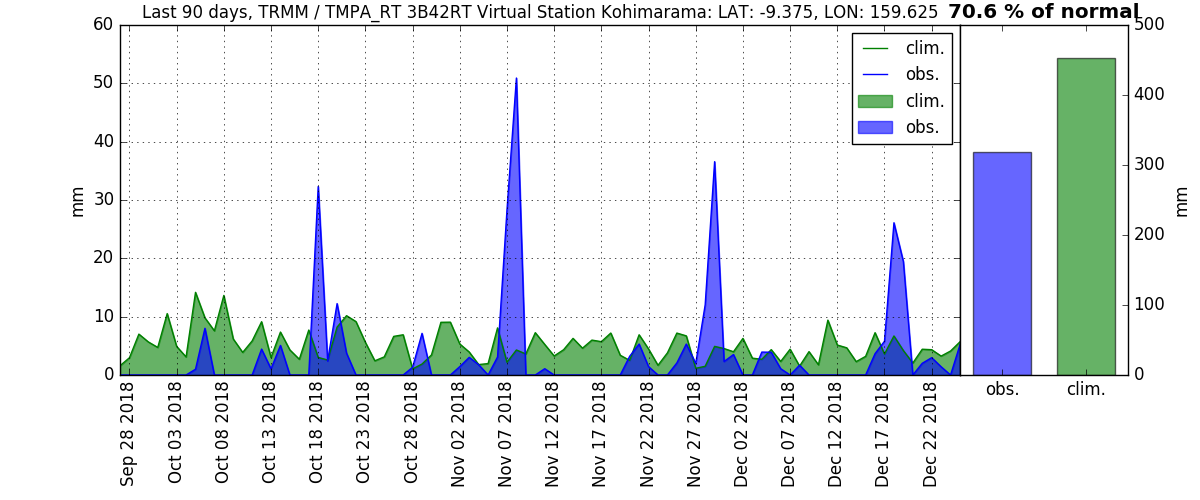 Last 90 days, TRMM / TMPA_RT 3B42RT Virtual Station Kohimarama: LAT: -9.375, LON: 159.625
70.6 % of normal
60
50
40
30
20
10
0
mm
clim.
obs.
clim.
obs.
500
400
300
200
100
0
mm
obs.
clim.
Sep 28 2018
Oct 03 2018
Oct 08 2018
Oct 13 2018
Oct 18 2018
Oct 23 2018
Oct 28 2018
Nov 02 2018
Nov 07 2018
Nov 12 2018
Nov 17 2018
Nov 22 2018
Nov 27 2018
Dec 02 2018
Dec 07 2018
Dec 12 2018
Dec 17 2018
Dec 22 2018